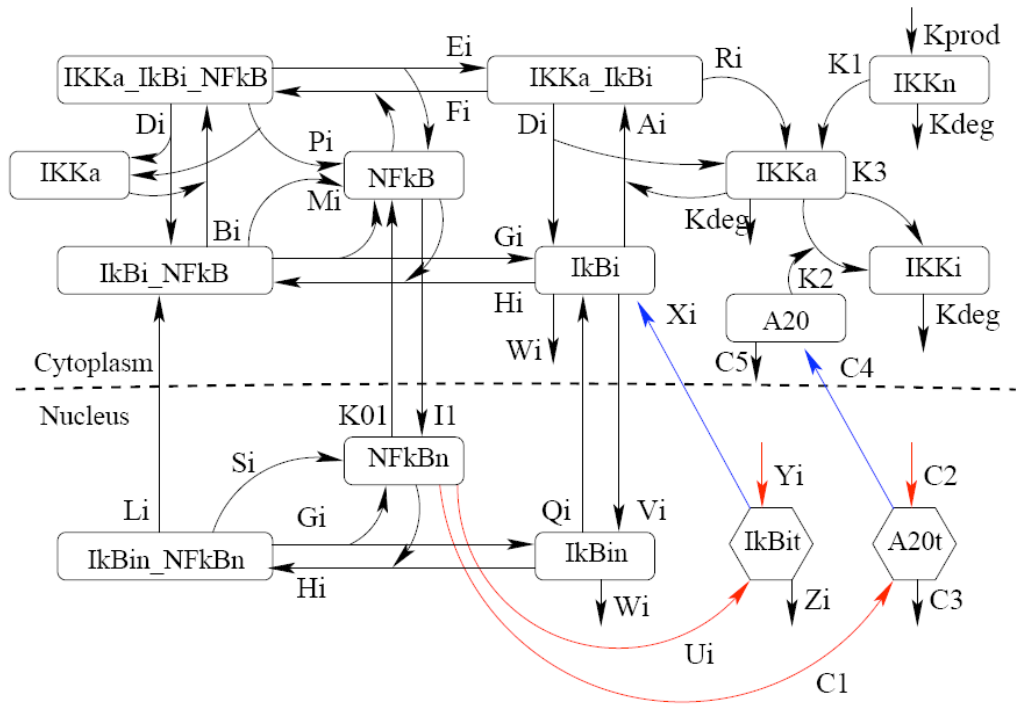 Kprod
Ei
IKKa_IkBi_NFkB
IKKa_IkBi
Ri
K1
IKKn
Fi
Di
Pi
Di
Ai
Kdeg
IKKa
NFkB
IKKa
K3
Mi
Kdeg
Bi
Gi
IkBi_NFkB
IkBi
K2
IKKi
Hi
Xi
A20
Kdeg
Wi
Cytoplasm
C5
C4
Nucleus
K01
I1
NFkBn
Si
Yi
C2
Li
Gi
Qi
Vi
IkBin_NFkBn
IkBin
IkBit
A20t
Hi
Wi
Zi
C3
Ui
C1